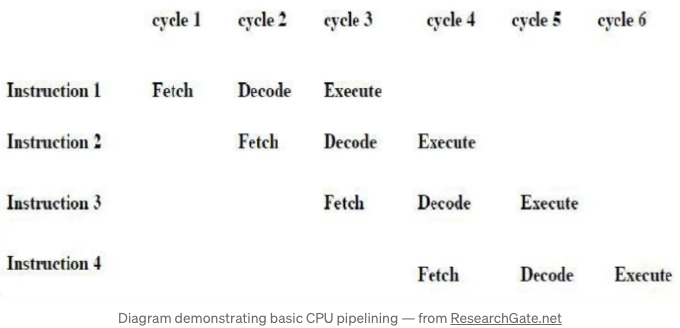 cycle 1 cycle 2 cycle 3 cycle 4 cycle 5 cycle 6
Instruction 1 Fetch Decode Execute
Instruction 2 Fetch Decode Execute
Instruction 3 Fetch Decode Execute
Instruction 4 Fetch Decode Execute
Diagram demonstrating basic CPU pipelining — from ResearchGate.net